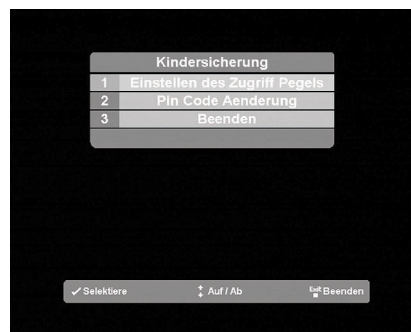 Kindersicherung
1 Einstellen des Zugriff Pegels
2 PIn Code Aenderung
3 Beenden
Selektiere Auf / Ab Exit Beenden